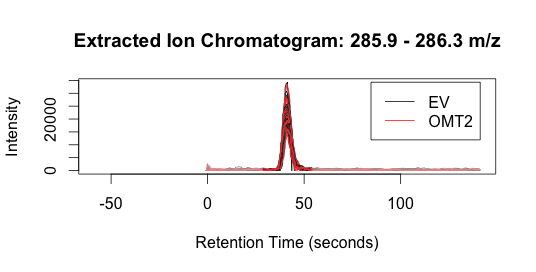 Extracted Ion Chromatogram: 285.9 - 286.3 m/z
Intensity
20000
0
EV
OMT2
-50 0 50 100
Retention Time (seconds)